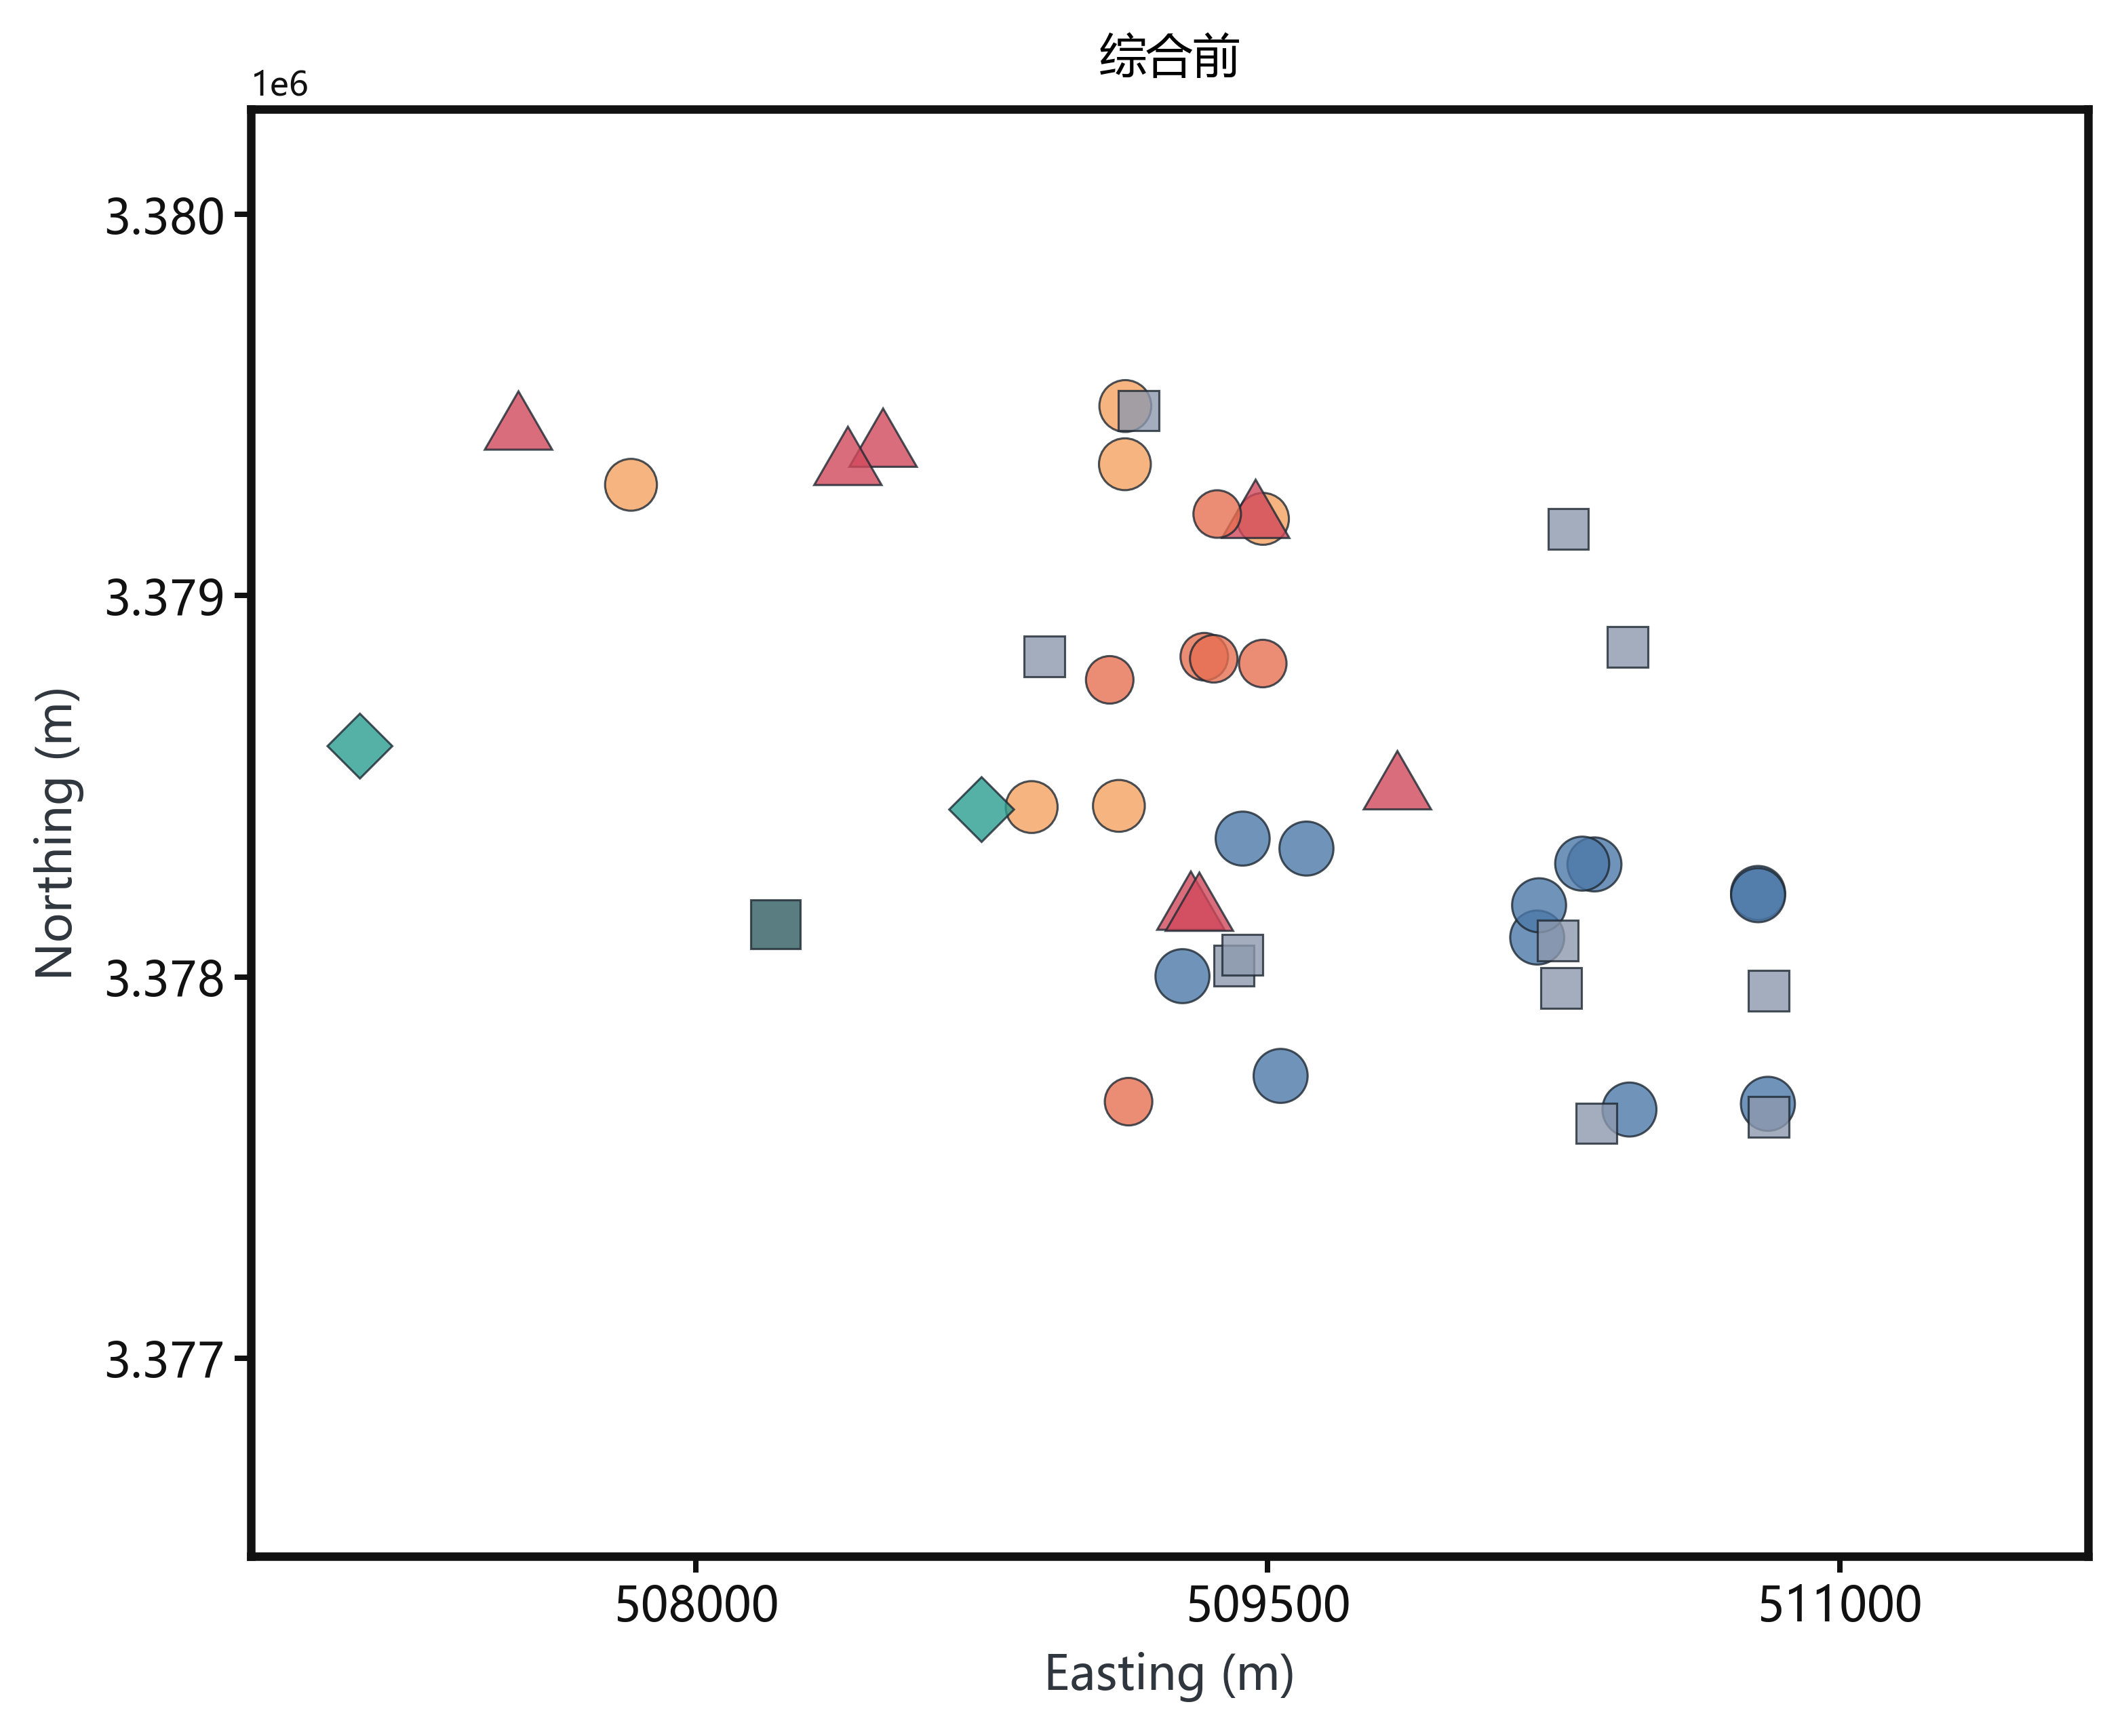 综合前
1e6
3.380
3.379
3.378
3.377
Northing (m)
508000 509500 511000
Easting (m)